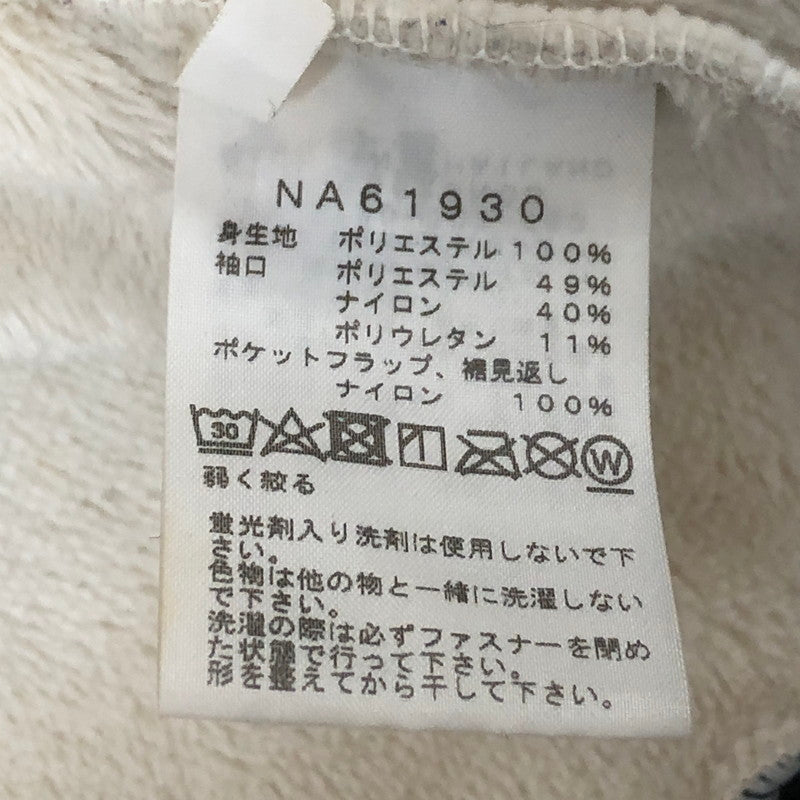 NA61930
身生地 ポリエステル 100%
袖口 ポリエステル 49%
ナイロン 40%
ポリウレタン 11%
ポケットフラップ、裾見返し
ナイロン 100%
30 W
弱く絞る
蛍光剤入り洗剤は使用しないで下
さい。
色物は他の物と一緒に洗濯しない
で下さい。
洗濯の際は必ずファスナーを閉め
た状態で行って下さい。
形を整えてから干して下さい。